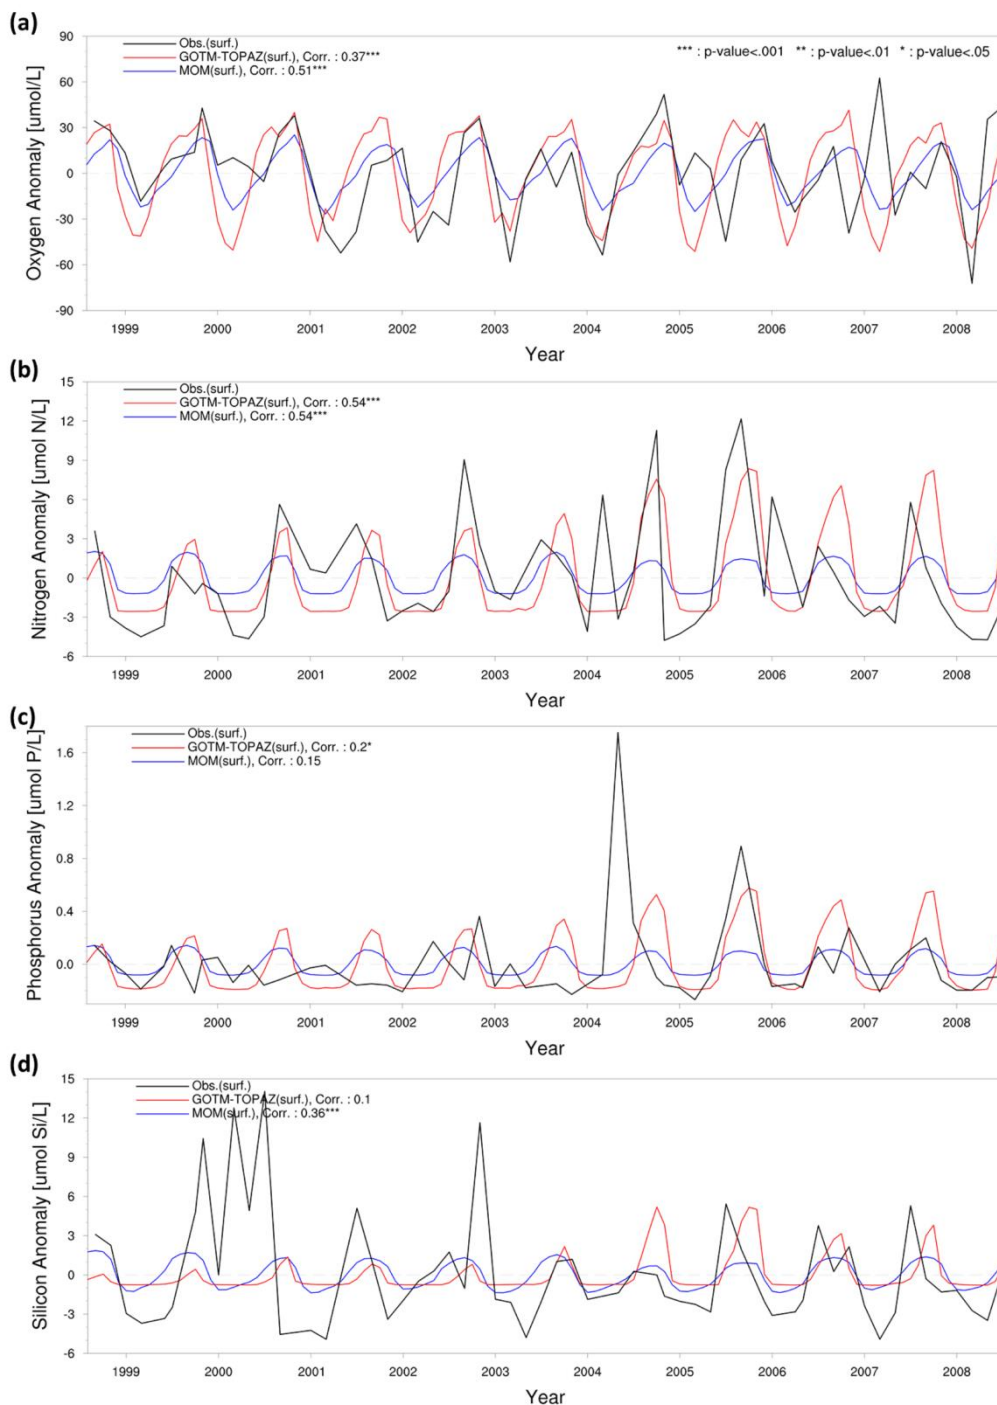 (a)
Obs.(surf.)
GOTM-TOPAZ(surf.), Corr. : 0.37***
MOM(surf.), Corr. : 0.51***
*** : p-value<.001 ** : p-value<.01 * : p-value<.05
Oxygen Anomaly [umol/L]
90
60
30
0
-30
-60
-90
1999 2000 2001 2002 2003 2004 2005 2006 2007 2008
Year
(b)
Obs.(surf.)
GOTM-TOPAZ(surf.), Corr. : 0.54***
MOM(surf.), Corr. : 0.54***
Nitrogen Anomaly [umol N/L]
15
12
9
6
3
0
-3
-6
1999 2000 2001 2002 2003 2004 2005 2006 2007 2008
Year
(c)
Obs.(surf.)
GOTM-TOPAZ(surf.), Corr. : 0.2*
MOM(surf.), Corr. : 0.15
Phosphorus Anomaly [umol P/L]
1.6
1.2
0.8
0.4
0.0
1999 2000 2001 2002 2003 2004 2005 2006 2007 2008
Year
(d)
Obs.(surf.)
GOTM-TOPAZ(surf.), Corr. : 0.1
MOM(surf.), Corr. : 0.36***
Silicon Anomaly [umol Si/L]
15
12
9
6
3
0
-3
-6
1999 2000 2001 2002 2003 2004 2005 2006 2007 2008
Year